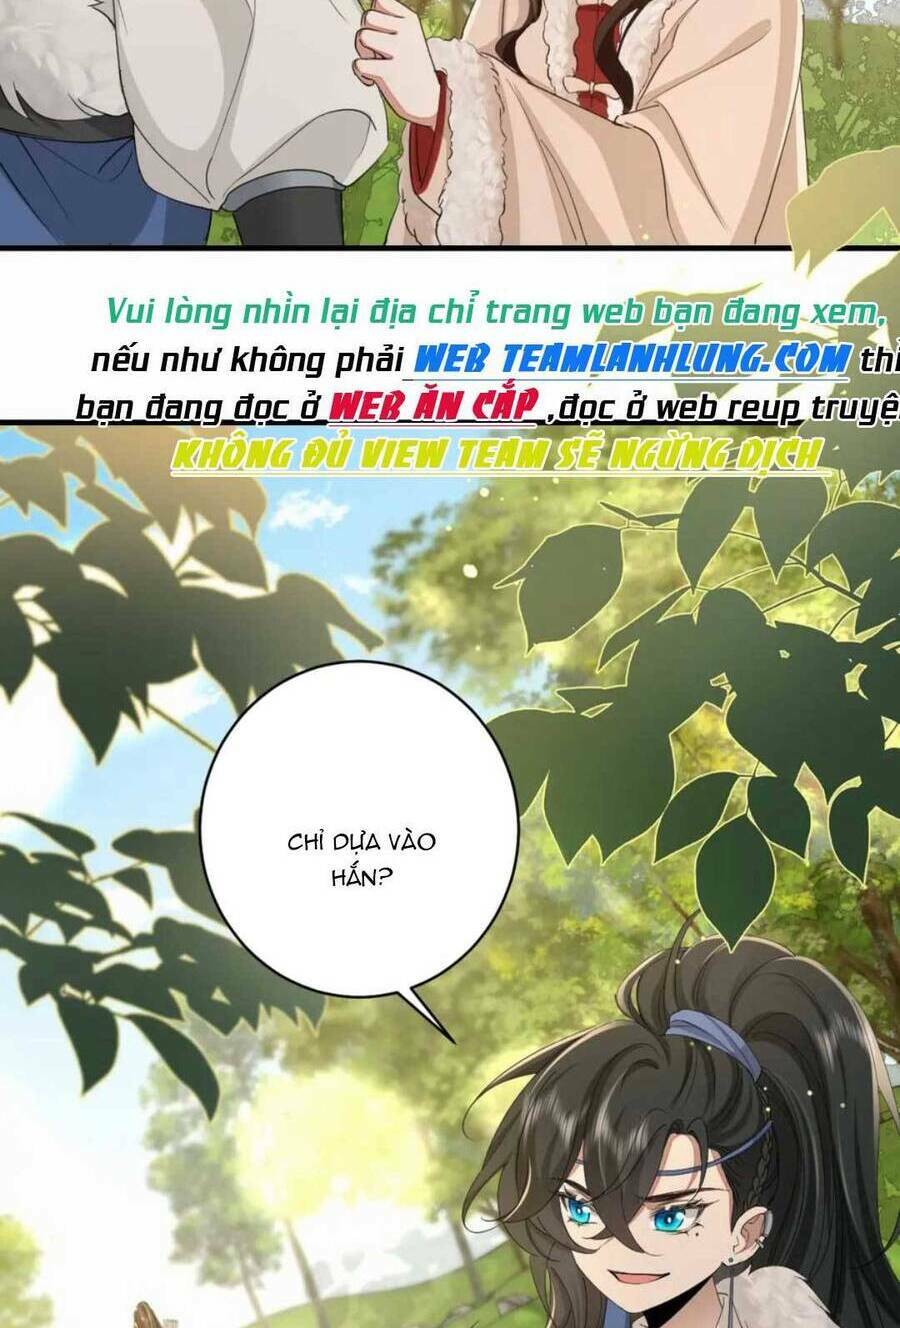 Vui lòng nhìn lại địa chỉ trang web bạn đang xem,
nếu như không phải WEB TEAMLANHLUNG.COM thì
bạn đang đọc ở WEB ĂN CẮP ,đọc ở web reup truyện
KHÔNG ĐỦ VIEW TEAM SẼ NGỪNG DỊCH
CHỈ DỰA VÀO
HẮN?